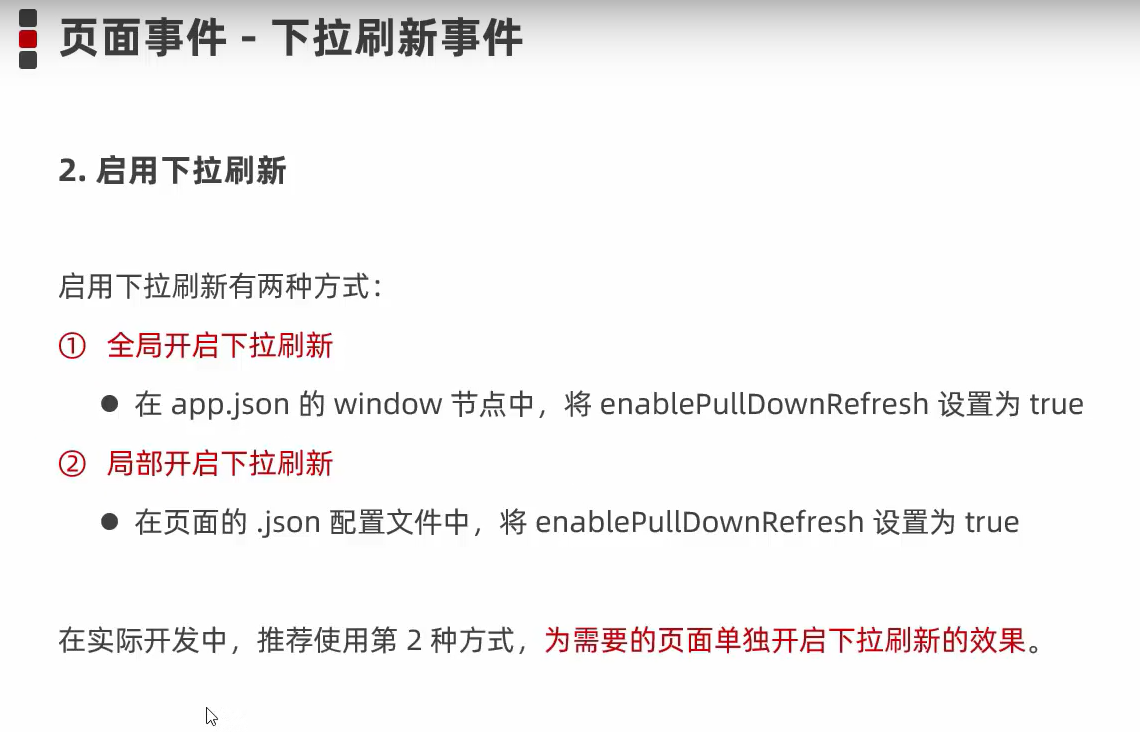 页面事件 - 下拉刷新事件
2. 启用下拉刷新
启用下拉刷新有两种方式：
① 全局开启下拉刷新
● 在 app.json 的 window 节点中，将 enablePullDownRefresh 设置为 true
② 局部开启下拉刷新
● 在页面的 .json 配置文件中，将 enablePullDownRefresh 设置为 true
在实际开发中，推荐使用第 2 种方式，为需要的页面单独开启下拉刷新的效果。